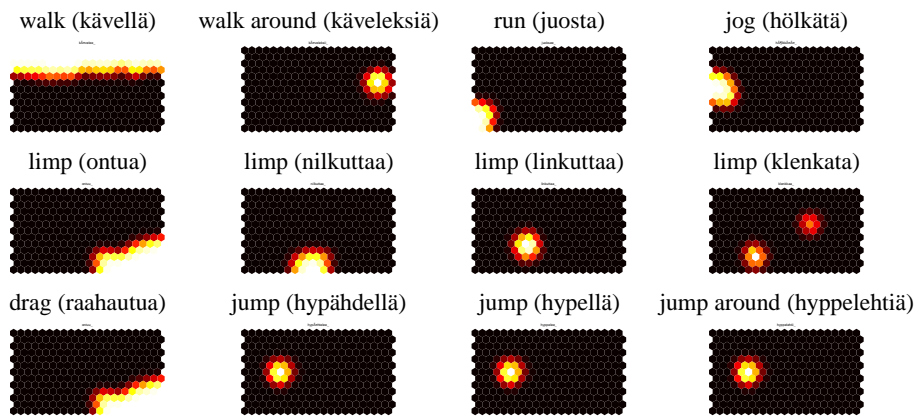 walk (kävellä) walk around (käveleksiä) run (juosta) jog (hölkätä)
limp (ontua) limp (nilkuttaa) limp (linkuttaa) limp (klenkata)
drag (raahautua) jump (hypähdellä) jump (hypellä) jump around (hyppelehtiä)